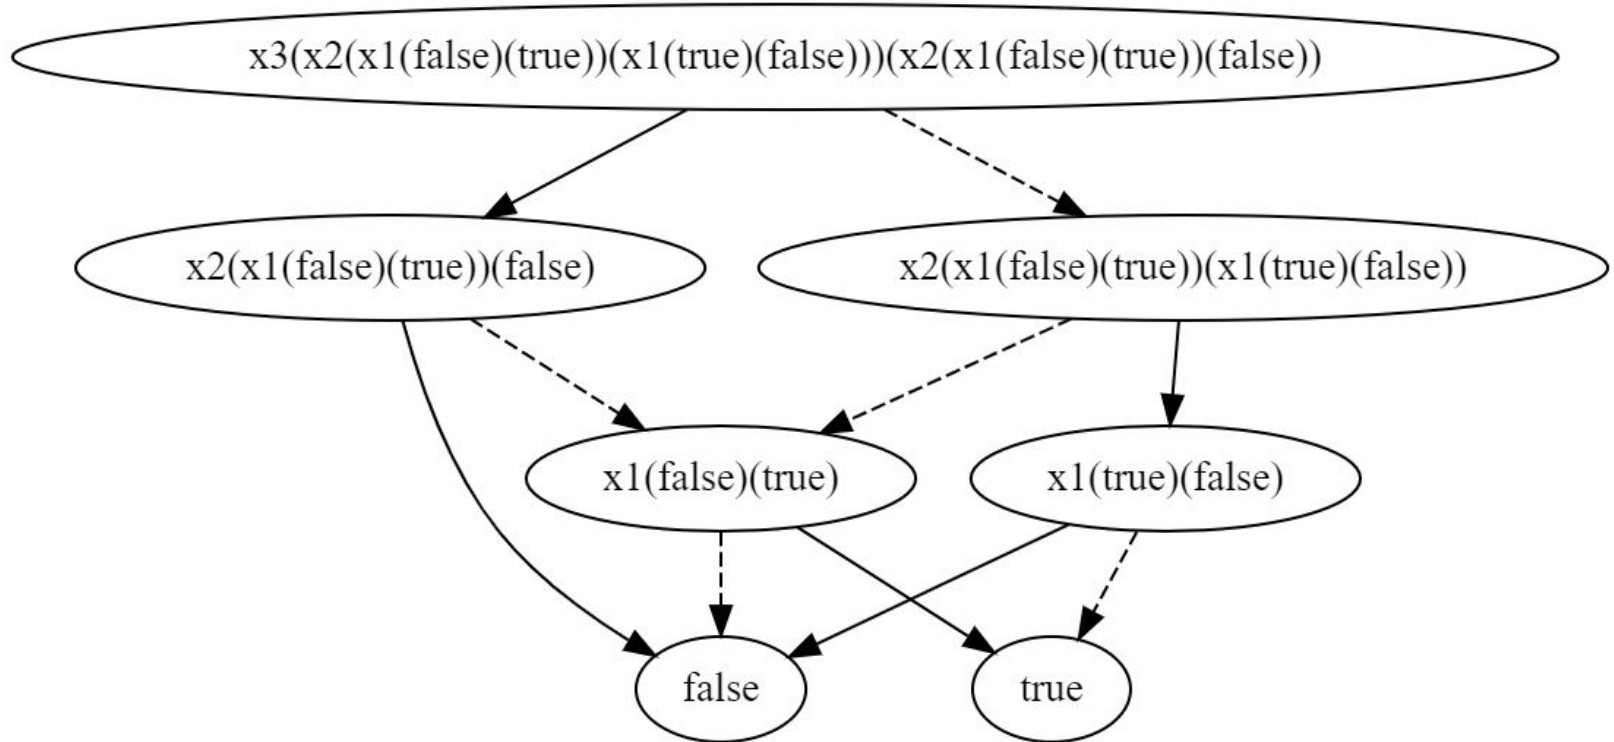 x3(x2(x1(false)(true))(x1(true)(false)))(x2(x1(false)(true))(false))
x2(x1(false)(true))(false)
x2(x1(false)(true))(x1(true)(false))
x1(false)(true)
x1(true)(false)
false
true